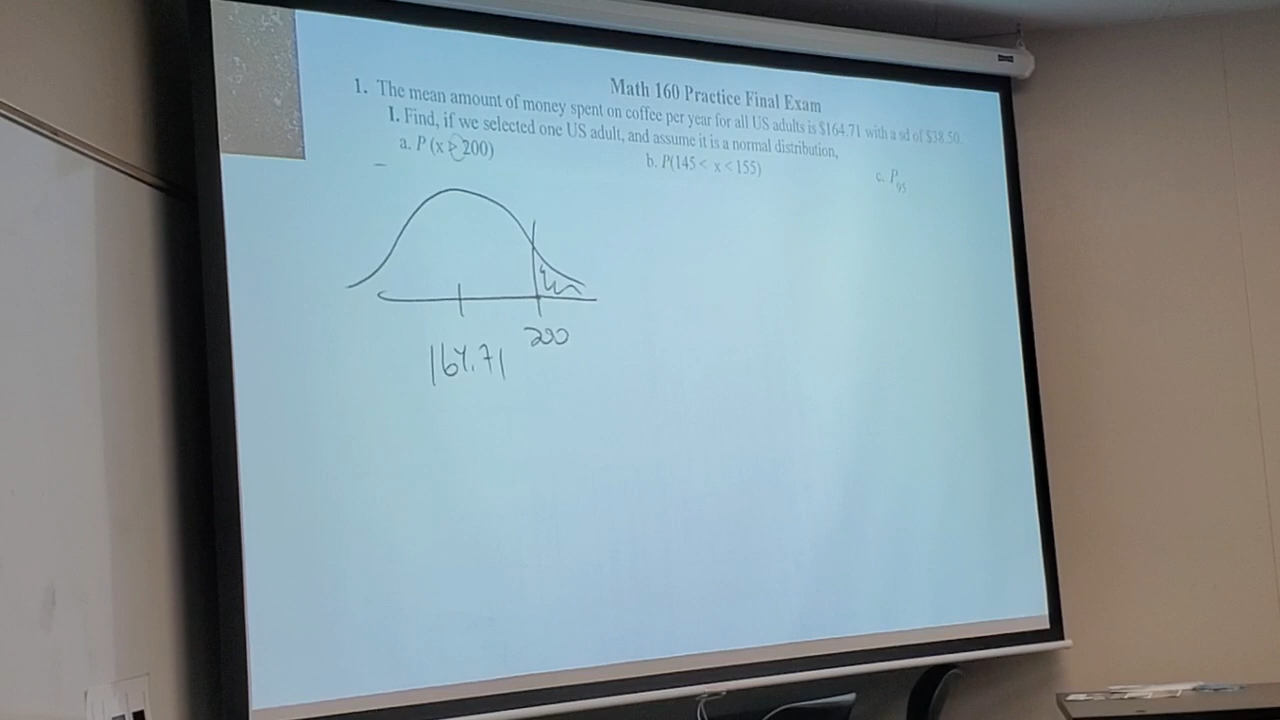 Math 160 Practice Final Exam
1. The mean amount of money spent on coffee per year for all US adults is $164.71 with a sd of $38.50.
I. Find, if we selected one US adult, and assume it is a normal distribution,
a. P (x > 200) b. P(145 < x < 155) c. P₉₅
164.71 200